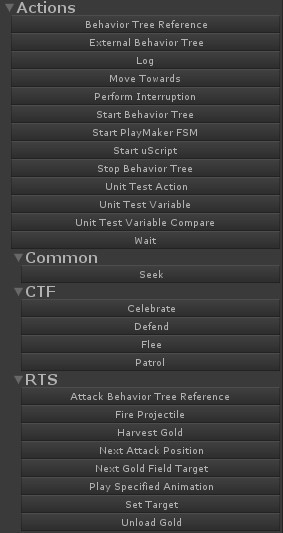 Actions
Behavior Tree Reference
External Behavior Tree
Log
Move Towards
Perform Interruption
Start Behavior Tree
Start PlayMaker FSM
Start uScript
Stop Behavior Tree
Unit Test Action
Unit Test Variable
Unit Test Variable Compare
Wait
Common
Seek
CTF
Celebrate
Defend
Flee
Patrol
RTS
Attack Behavior Tree Reference
Fire Projectile
Harvest Gold
Next Attack Position
Next Gold Field Target
Play Specified Animation
Set Target
Unload Gold